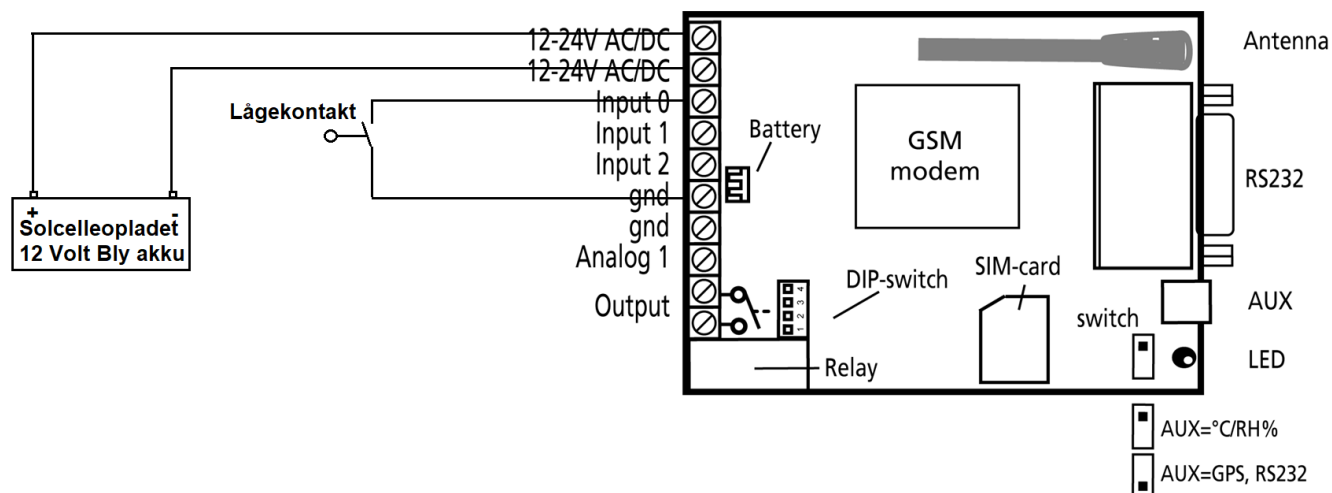 12-24V AC/DC
12-24V AC/DC
Input 0
Input 1
Input 2
gnd
gnd
Analog 1
Output
Lågekontakt
+ -
Solcelleopladet
12 Volt Bly akku
Battery
GSM
modem
DIP-switch
1 2 3 4
SIM-card
switch
Relay
Antenna
RS232
AUX
LED
AUX=°C/RH%
AUX=GPS, RS232